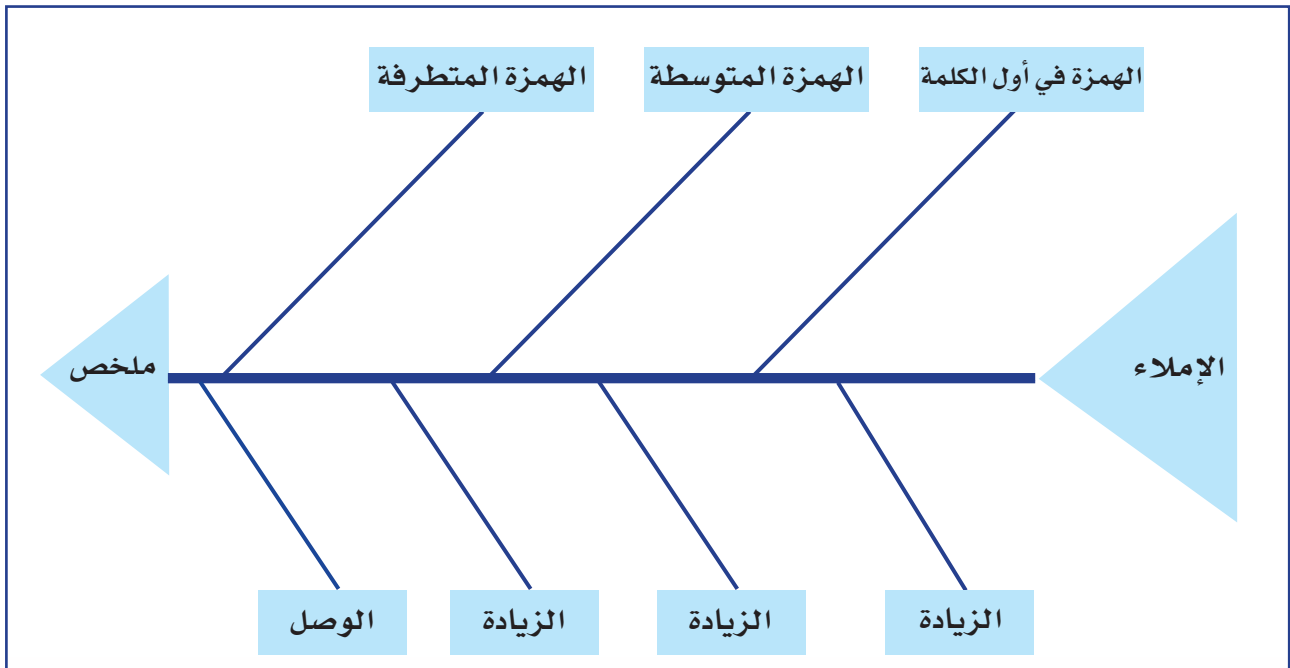 الهمزة في أول الكلمة
الهمزة المتوسطة
الهمزة المتطرفة
الإملاء
ملخص
الزيادة
الزيادة
الزيادة
الوصل